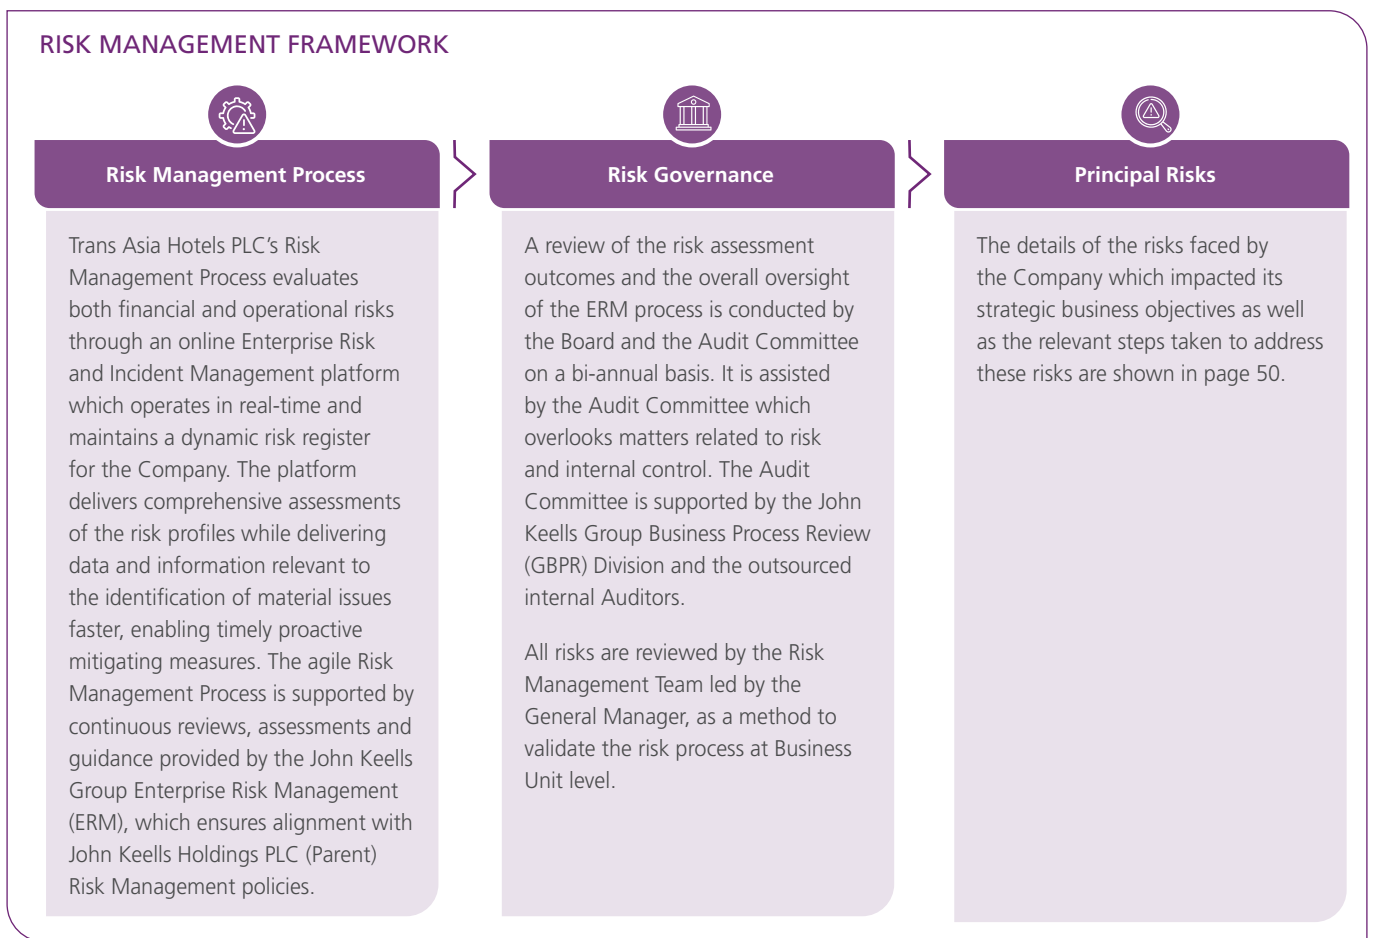 RISK MANAGEMENT FRAMEWORK
Risk Management Process
Trans Asia Hotels PLC’s Risk
Management Process evaluates
both financial and operational risks
through an online Enterprise Risk
and Incident Management platform
which operates in real-time and
maintains a dynamic risk register
for the Company. The platform
delivers comprehensive assessments
of the risk profiles while delivering
data and information relevant to
the identification of material issues
faster, enabling timely proactive
mitigating measures. The agile Risk
Management Process is supported by
continuous reviews, assessments and
guidance provided by the John Keells
Group Enterprise Risk Management
(ERM), which ensures alignment with
John Keells Holdings PLC (Parent)
Risk Management policies.
Risk Governance
A review of the risk assessment
outcomes and the overall oversight
of the ERM process is conducted by
the Board and the Audit Committee
on a bi-annual basis. It is assisted
by the Audit Committee which
overlooks matters related to risk
and internal control. The Audit
Committee is supported by the John
Keells Group Business Process Review
(GBPR) Division and the outsourced
internal Auditors.
All risks are reviewed by the Risk
Management Team led by the
General Manager, as a method to
validate the risk process at Business
Unit level.
Principal Risks
The details of the risks faced by
the Company which impacted its
strategic business objectives as well
as the relevant steps taken to address
these risks are shown in page 50.